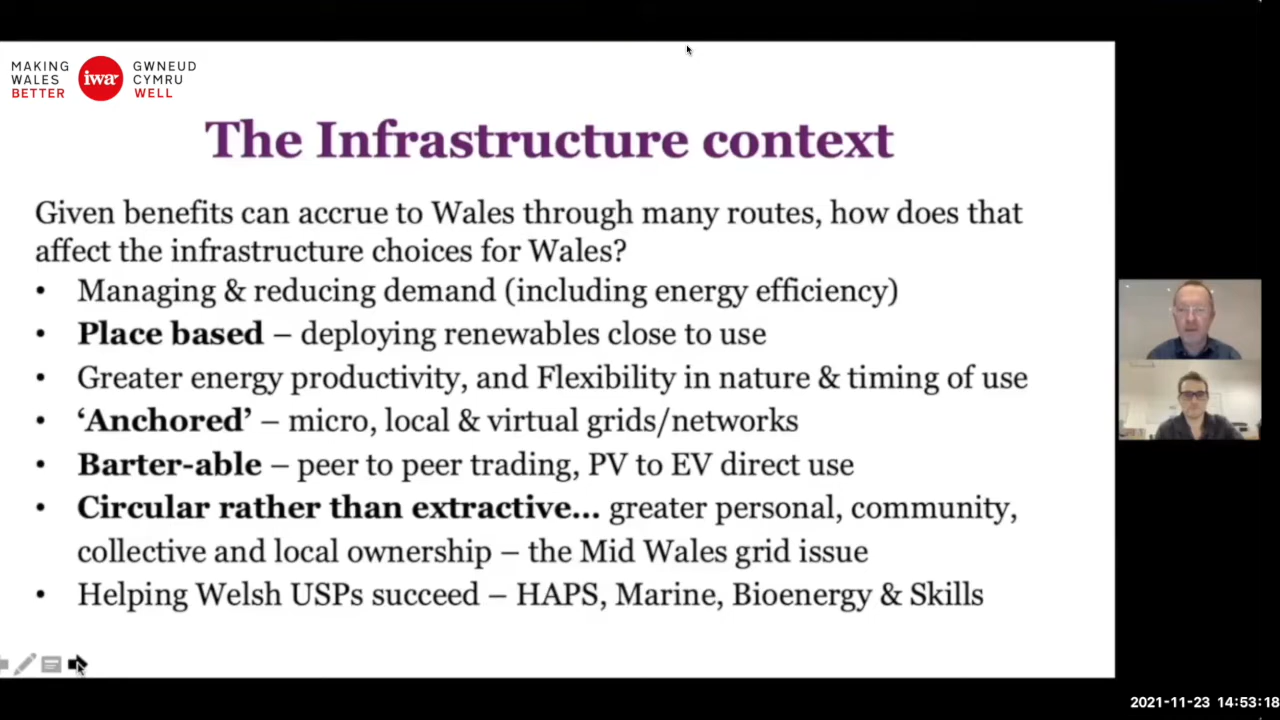 MAKING
WALES
BETTER
iwa
GWNEUD
CYMRU
WELL
The Infrastructure context
Given benefits can accrue to Wales through many routes, how does that
affect the infrastructure choices for Wales?
• Managing & reducing demand (including energy efficiency)
• Place based – deploying renewables close to use
• Greater energy productivity, and Flexibility in nature & timing of use
• ‘Anchored’ – micro, local & virtual grids/networks
• Barter-able – peer to peer trading, PV to EV direct use
• Circular rather than extractive... greater personal, community,
collective and local ownership – the Mid Wales grid issue
• Helping Welsh USPs succeed – HAPS, Marine, Bioenergy & Skills
2021-11-23 14:53:18